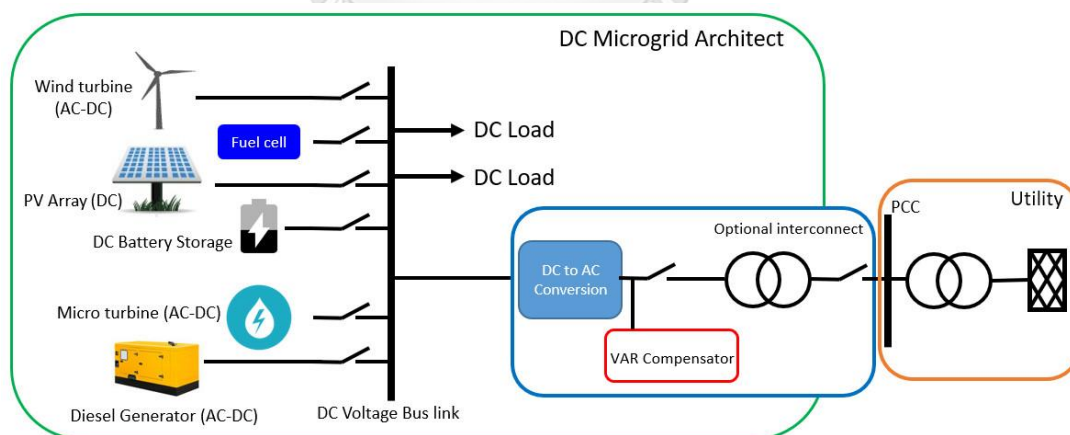 DC Microgrid Architect
Wind turbine
(AC-DC)
Fuel cell
DC Load
DC Load
PV Array (DC)
DC Battery Storage
Micro turbine (AC-DC)
Diesel Generator (AC-DC)
DC Voltage Bus link
Optional interconnect
DC to AC
Conversion
VAR Compensator
PCC
Utility